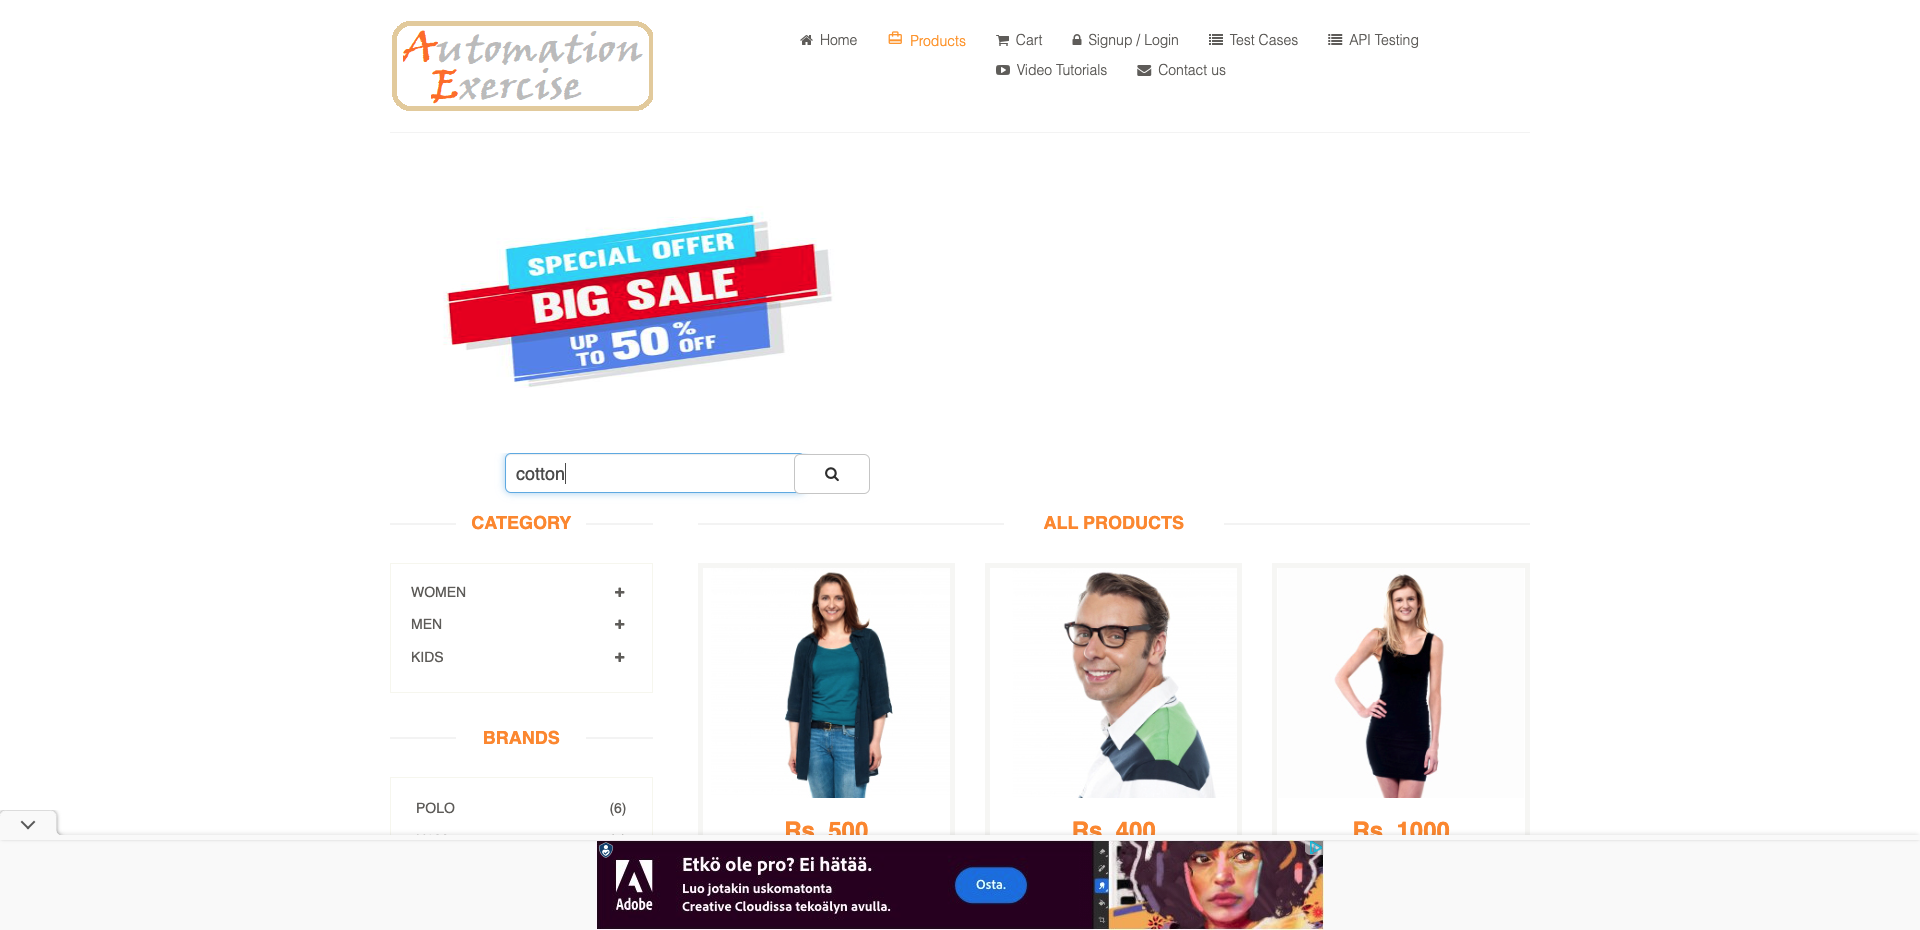 Automation
Exercise
Home
Products
Cart
Signup / Login
Test Cases
API Testing
Video Tutorials
Contact us
SPECIAL OFFER
BIG SALE
UP TO 50% OFF
cotton
CATEGORY
ALL PRODUCTS
WOMEN
MEN
KIDS
BRANDS
POLO (6)
Rs. 500
Rs. 400
Rs. 1000
Adobe
Etkö ole pro? Ei hätää.
Luo jotakin uskomatonta
Creative Cloudissa tekoälyn avulla.
Osta.